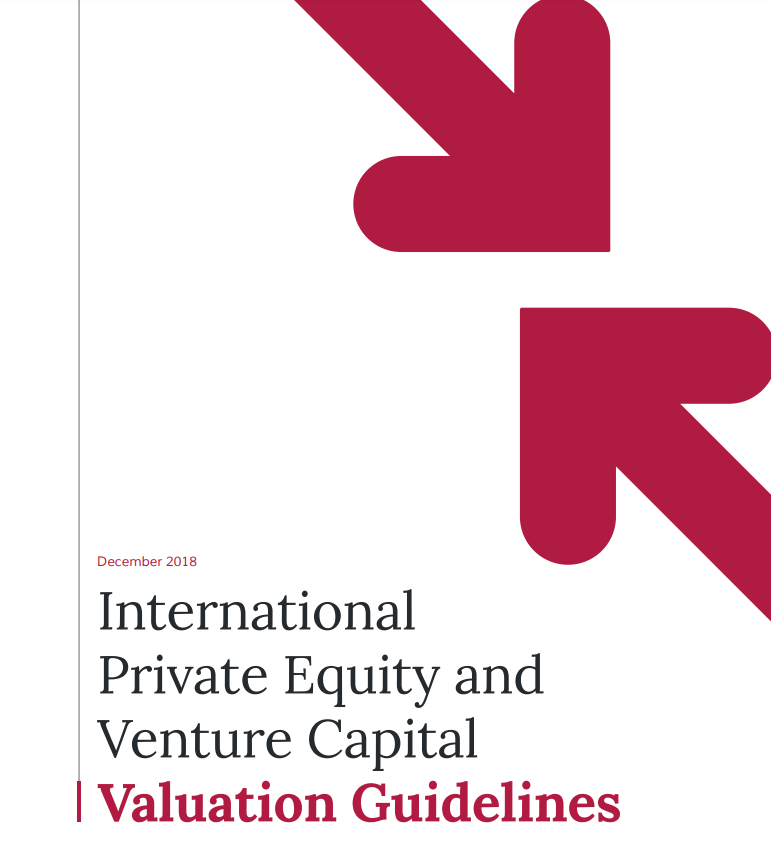 December 2018
International
Private Equity and
Venture Capital
Valuation Guidelines